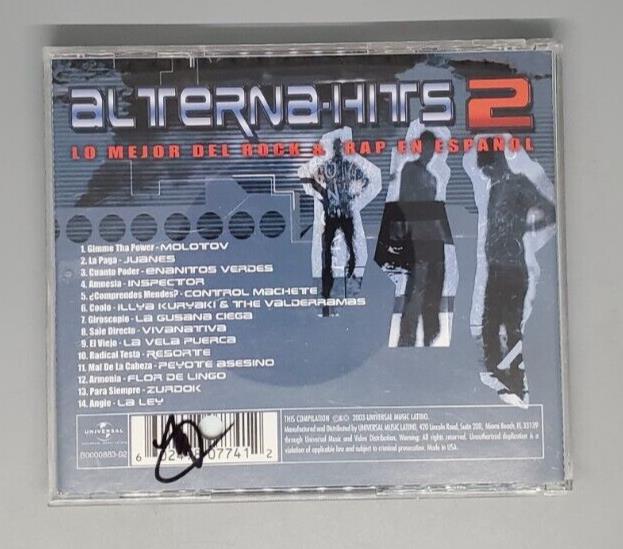 ALTERNA-HITS 2
LO MEJOR DEL ROCK & RAP EN ESPAÑOL
1. Gimme Tha Power - MOLOTOV
2. La Paga - JUANES
3. Cuanto Poder - ENANITOS VERDES
4. Amnesia - INSPECTOR
5. ¿Comprendes Mendes? - CONTROL MACHETE
6. Coolo - ILLYA KURYAKI & THE VALDERRAMAS
7. Giroscopio - LA GUSANA CIEGA
8. Sale Directo - VIVANATIVA
9. El Viejo - LA VELA PUERCA
10. Radical Testa - RESORTE
11. Mal De La Cabeza - PEYOTE ASESINO
12. Armonia - FLOR DE LINGO
13. Para Siempre - ZURDOK
14. Angie - LA LEY
UNIVERSAL
B0000883-02
6 07741 2
THIS COMPILATION ℗© 2003 UNIVERSAL MUSIC LATINO.
Manufactured and Distributed by UNIVERSAL MUSIC LATINO, 420 Lincoln Road, Suite 200, Miami Beach, FL 33139
through Universal Music and Video Distribution. Warning: All rights reserved. Unauthorized duplication is a
violation of applicable laws and subject to criminal prosecution. Made in USA.